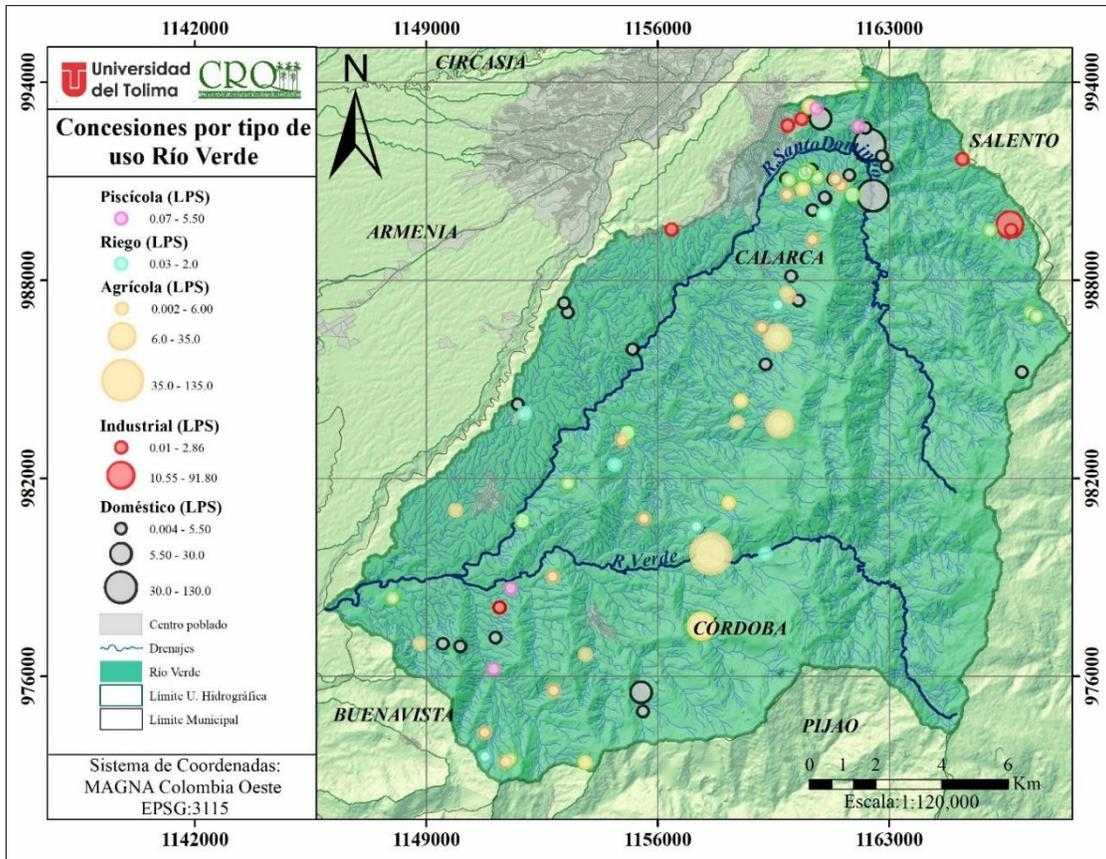 1142000 1149000 1156000 1163000
Universidad
del Tolima
CRQ
Concesiones por tipo de
uso Río Verde
Piscícola (LPS)
0.07 - 5.50
Riego (LPS)
0.03 - 2.0
Agrícola (LPS)
0.002 - 6.00
6.0 - 35.0
35.0 - 135.0
Industrial (LPS)
0.01 - 2.86
10.55 - 91.80
Doméstico (LPS)
0.004 - 5.50
5.50 - 30.0
30.0 - 130.0
Centro poblado
Drenajes
Río Verde
Límite U. Hidrográfica
Límite Municipal
Sistema de Coordenadas:
MAGNA Colombia Oeste
EPSG:3115
994000
988000
982000
976000
N
CIRCASIA
SALENTO
R. Santo Domingo
ARMENIA
CALARCA
R. Verde
CÓRDOBA
BUENAVISTA
PIJAO
0 1 2 4 6
Km
Escala:1:120,000
994000
988000
982000
976000
1142000 1149000 1156000 1163000